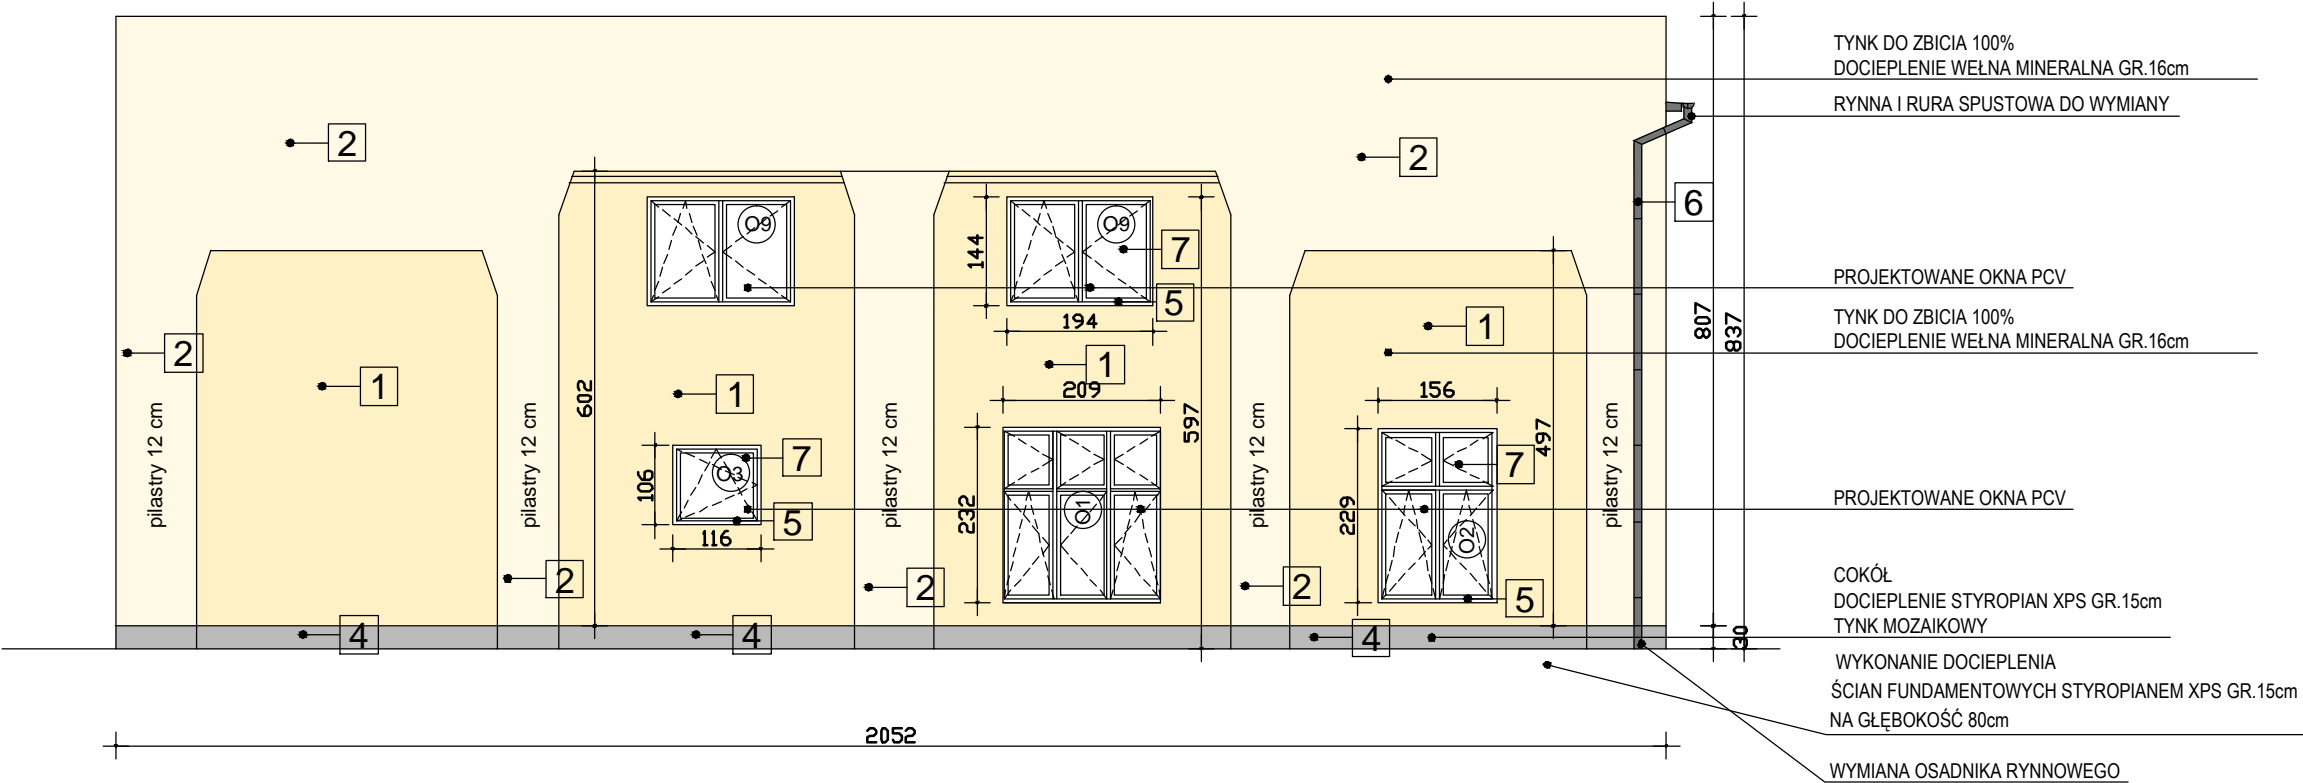 TYNK DO ZBICIA 100%
DOCIEPLENIE WEŁNA MINERALNA GR.16cm
RYNNA I RURA SPUSTOWA DO WYMIANY
2
2
6
O9
O9
144
7
PROJEKTOWANE OKNA PCV
5
194
807
837
TYNK DO ZBICIA 100%
DOCIEPLENIE WEŁNA MINERALNA GR.16cm
1
2
1
1
1
602
209
156
597
497
pilastry 12 cm
pilastry 12 cm
pilastry 12 cm
pilastry 12 cm
pilastry 12 cm
106
O3
7
7
232
O1
229
O2
PROJEKTOWANE OKNA PCV
5
116
2
2
2
5
COKÓŁ
DOCIEPLENIE STYROPIAN XPS GR.15cm
TYNK MOZAIKOWY
4
4
4
30
WYKONANIE DOCIEPLENIA
ŚCIAN FUNDAMENTOWYCH STYROPIANEM XPS GR.15cm
NA GŁĘBOKOŚĆ 80cm
2052
WYMIANA OSADNIKA RYNNOWEGO